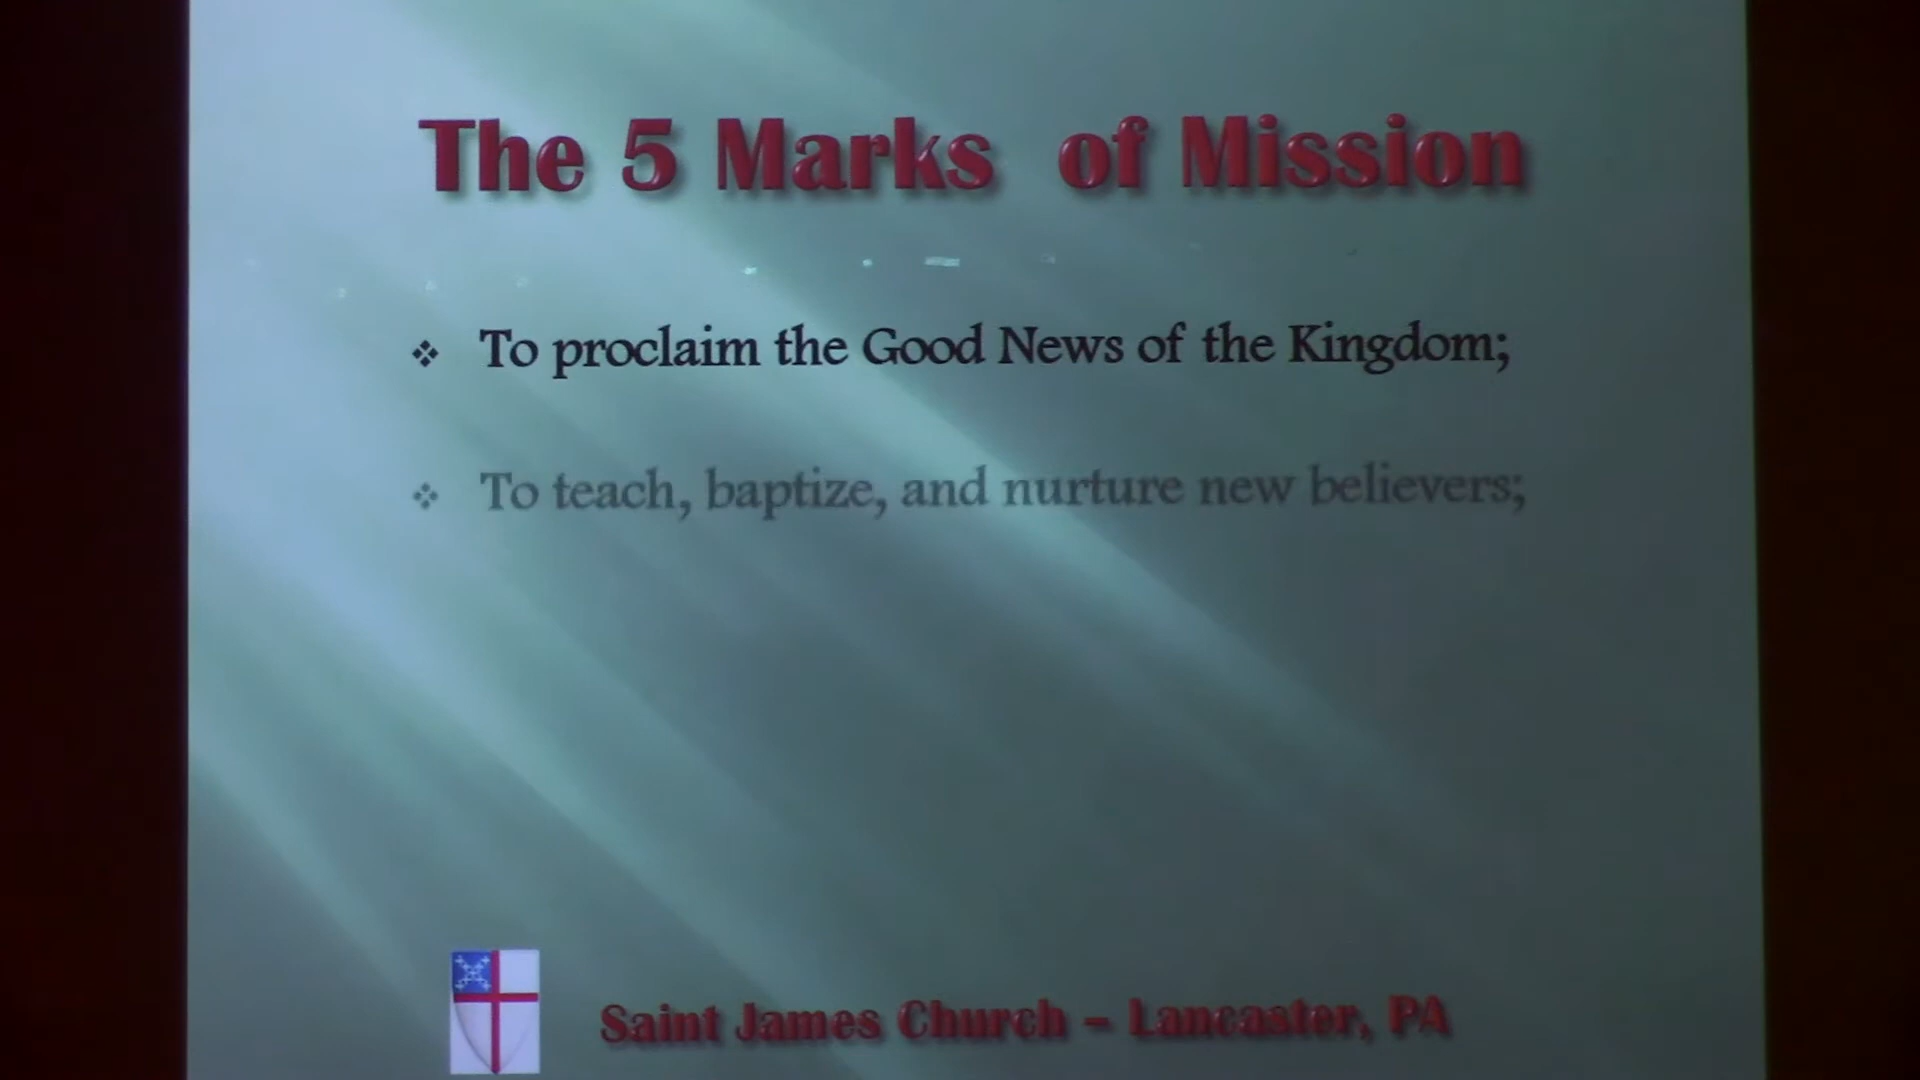 The 5 Marks of Mission
❖ To proclaim the Good News of the Kingdom;
❖ To teach, baptize, and nurture new believers;
Saint James Church – Lancaster, PA